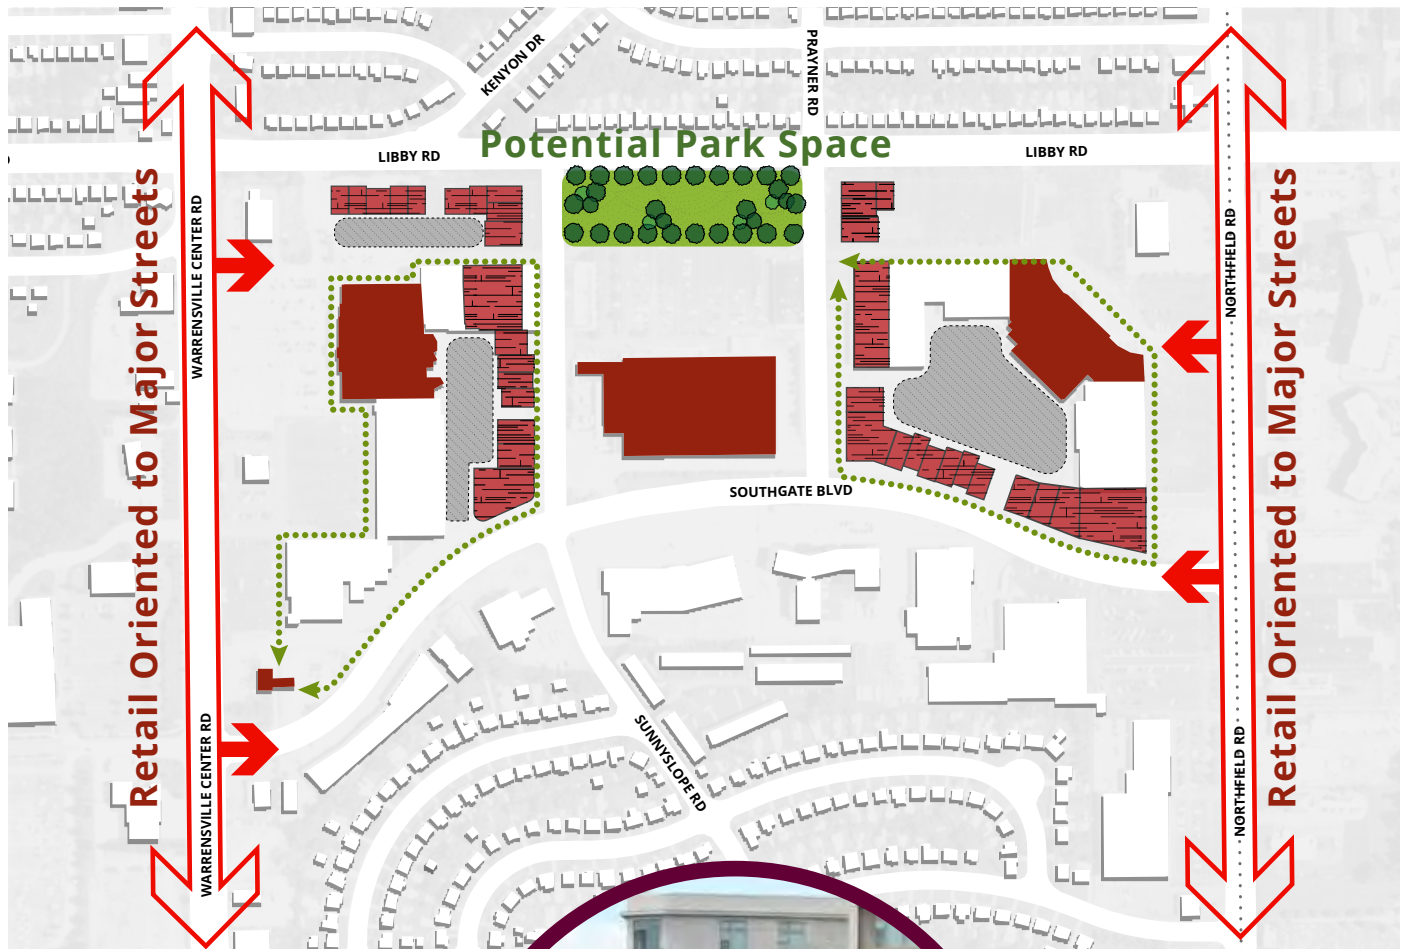 KENYON DR
PRAYNER RD
Potential Park Space
LIBBY RD
LIBBY RD
Retail Oriented to Major Streets
WARRENSVILLE CENTER RD
NORTHFIELD RD
Retail Oriented to Major Streets
SOUTHGATE BLVD
SUNNYSLOPE RD
WARRENSVILLE CENTER RD
NORTHFIELD RD